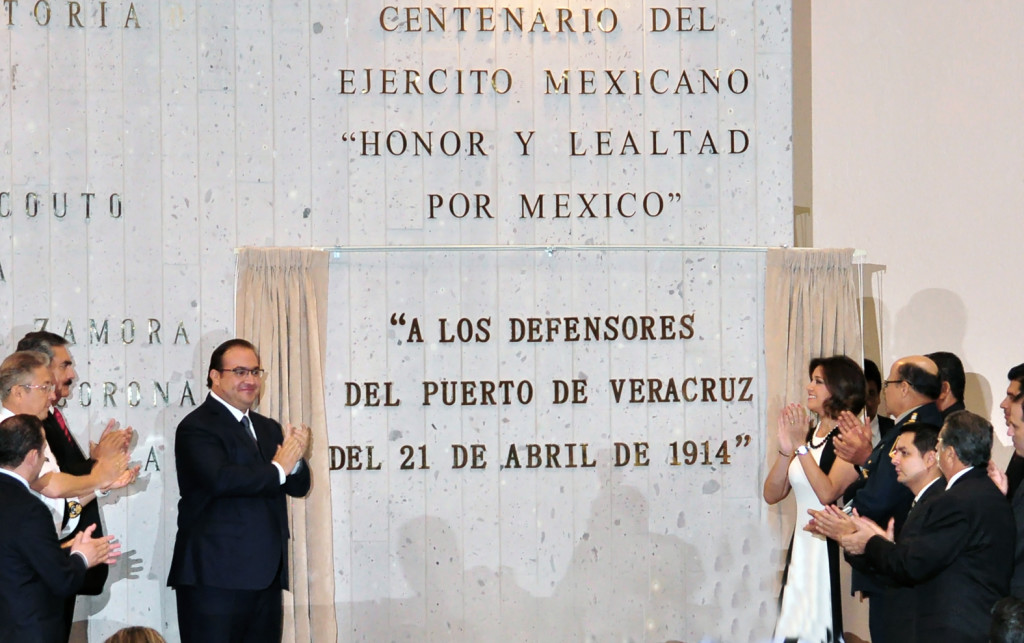 TORIA
COUTO
A
ZAMORA
CORONA
A
CENTENARIO DEL
EJERCITO MEXICANO
“HONOR Y LEALTAD
POR MEXICO”
“A LOS DEFENSORES
DEL PUERTO DE VERACRUZ
DEL 21 DE ABRIL DE 1914”